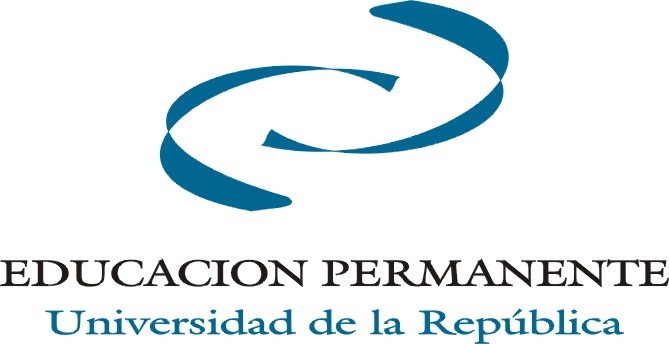 EDUCACION PERMANENTE
Universidad de la República